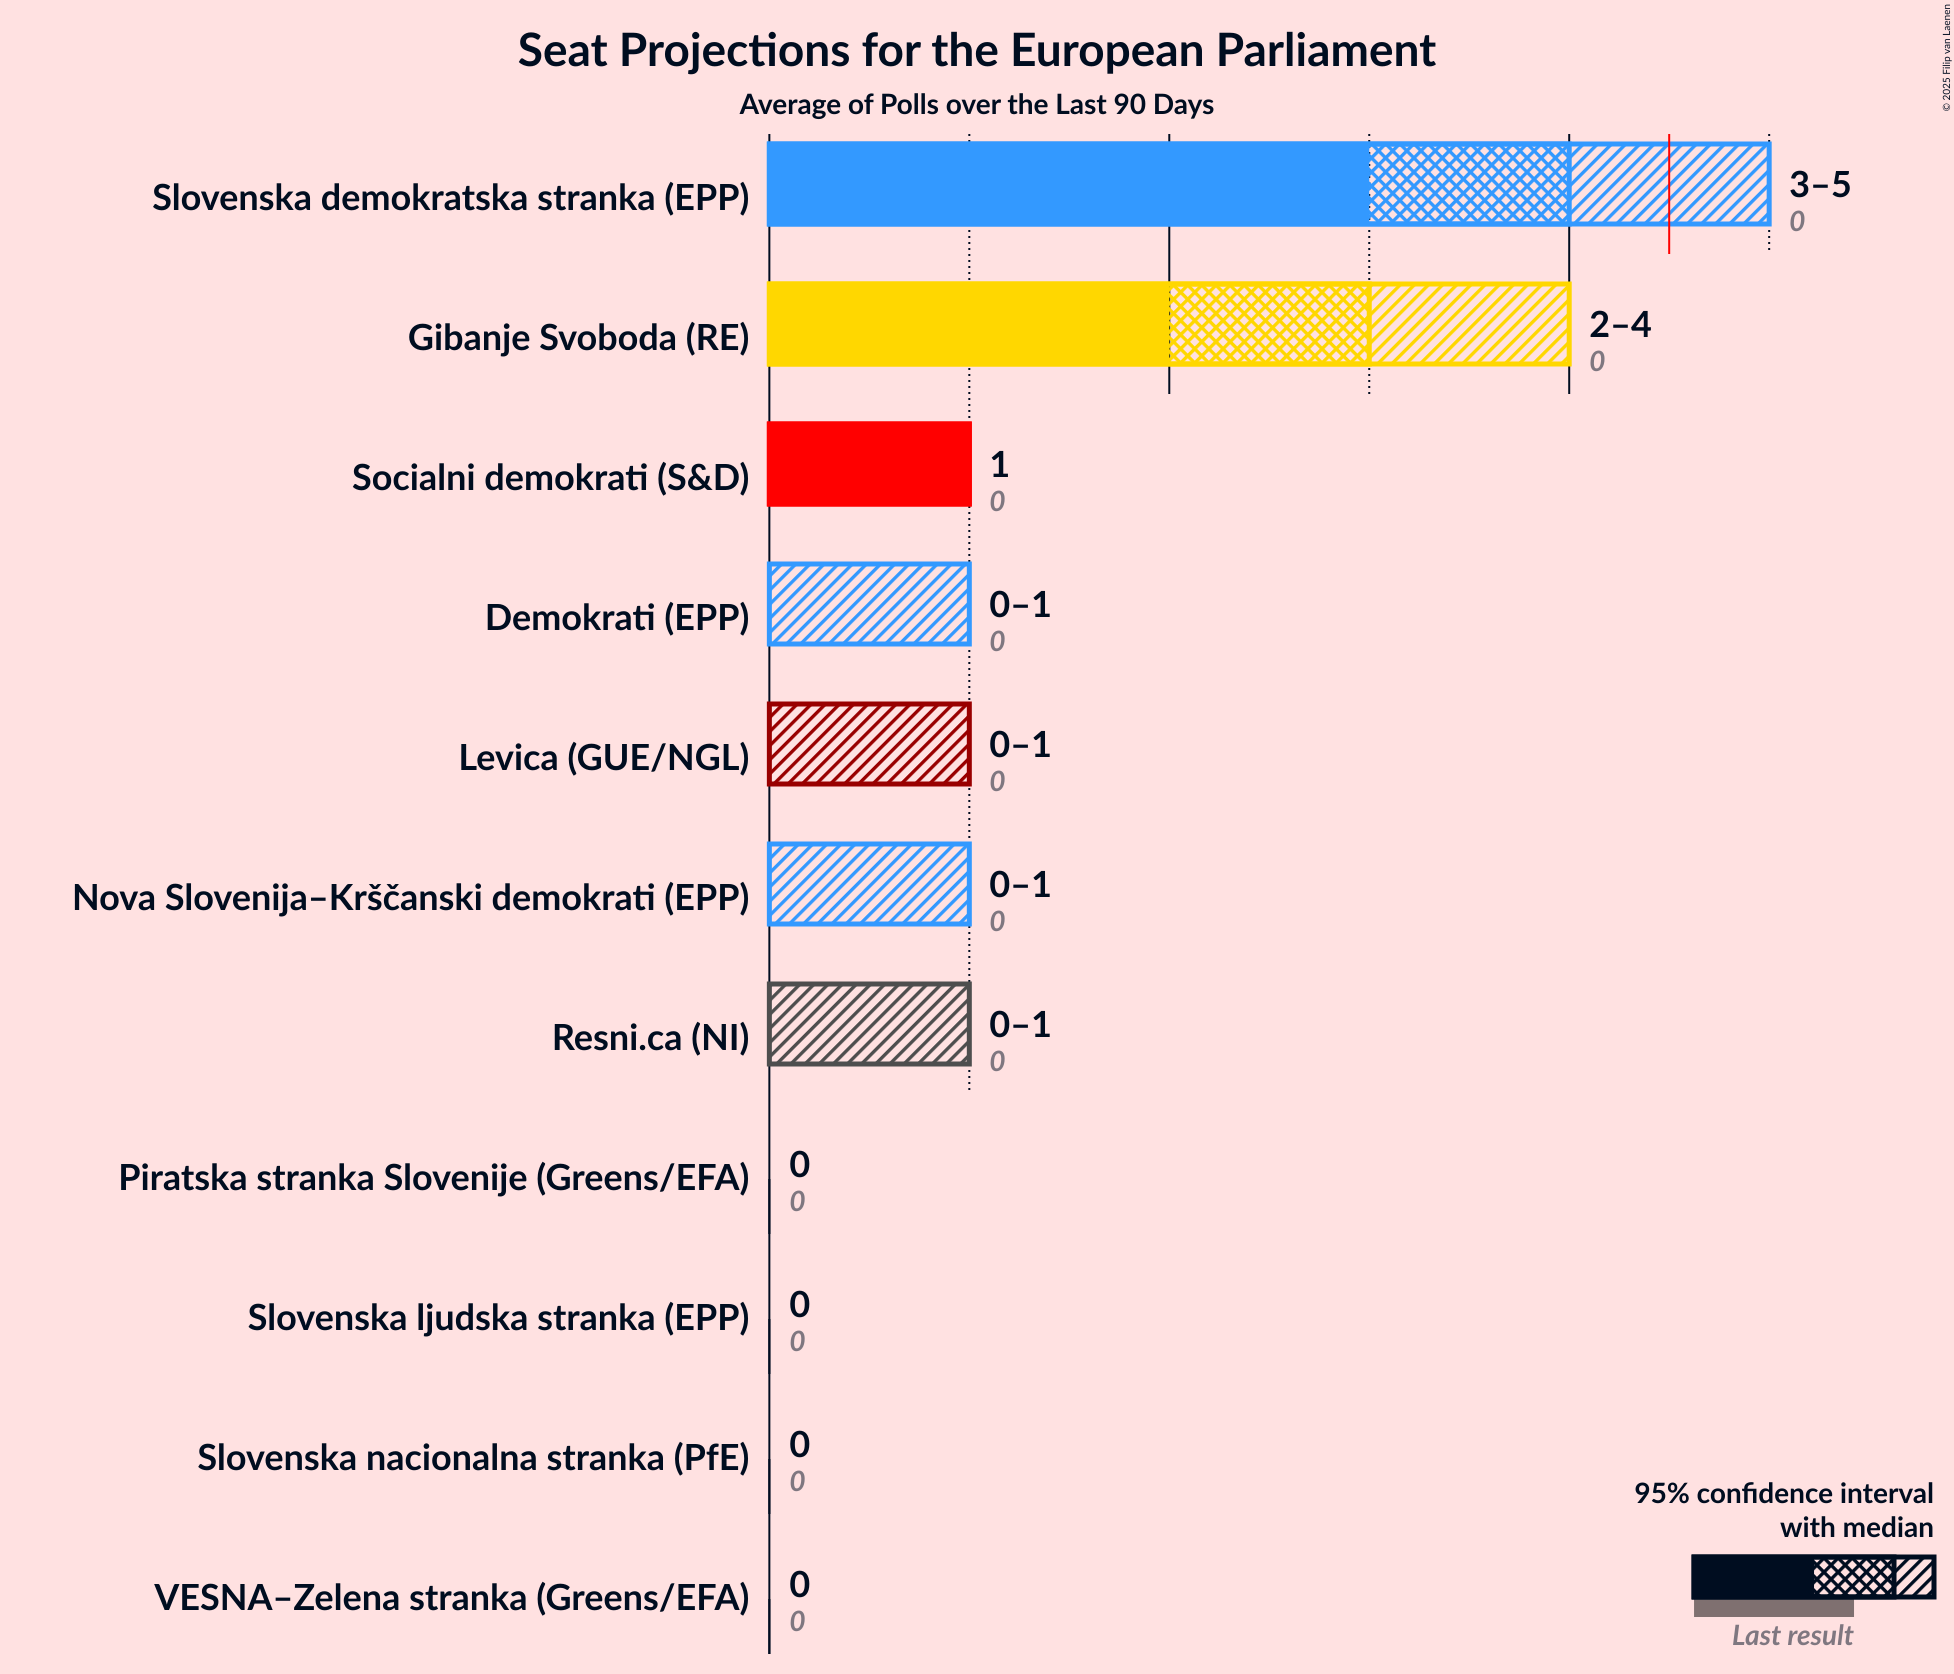 Seat Projections for the European Parliament
Average of Polls over the Last 90 Days
© 2025 Filip van Laenen
Slovenska demokratska stranka (EPP)
3–5
0
Gibanje Svoboda (RE)
2–4
0
Socialni demokrati (S&D)
1
0
Demokrati (EPP)
0–1
0
Levica (GUE/NGL)
0–1
0
Nova Slovenija–Krščanski demokrati (EPP)
0–1
0
Resni.ca (NI)
0–1
0
Piratska stranka Slovenije (Greens/EFA)
0
0
Slovenska ljudska stranka (EPP)
0
0
Slovenska nacionalna stranka (PfE)
0
0
VESNA–Zelena stranka (Greens/EFA)
0
0
95% confidence interval
with median
Last result